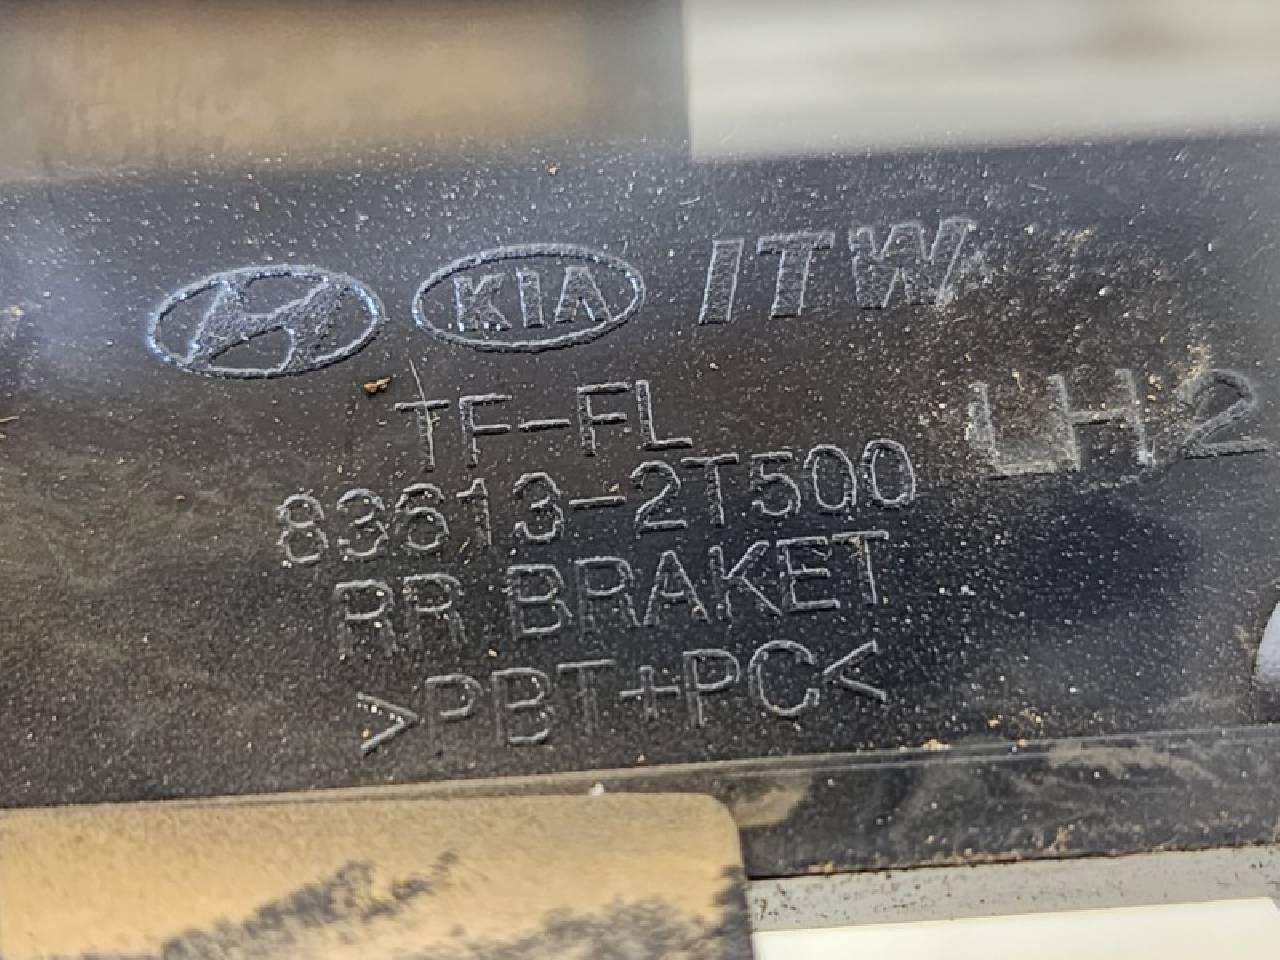 KIA ITW
TF-FL
LH2
83613-2T500
RR BRAKET
>PBT+PC<